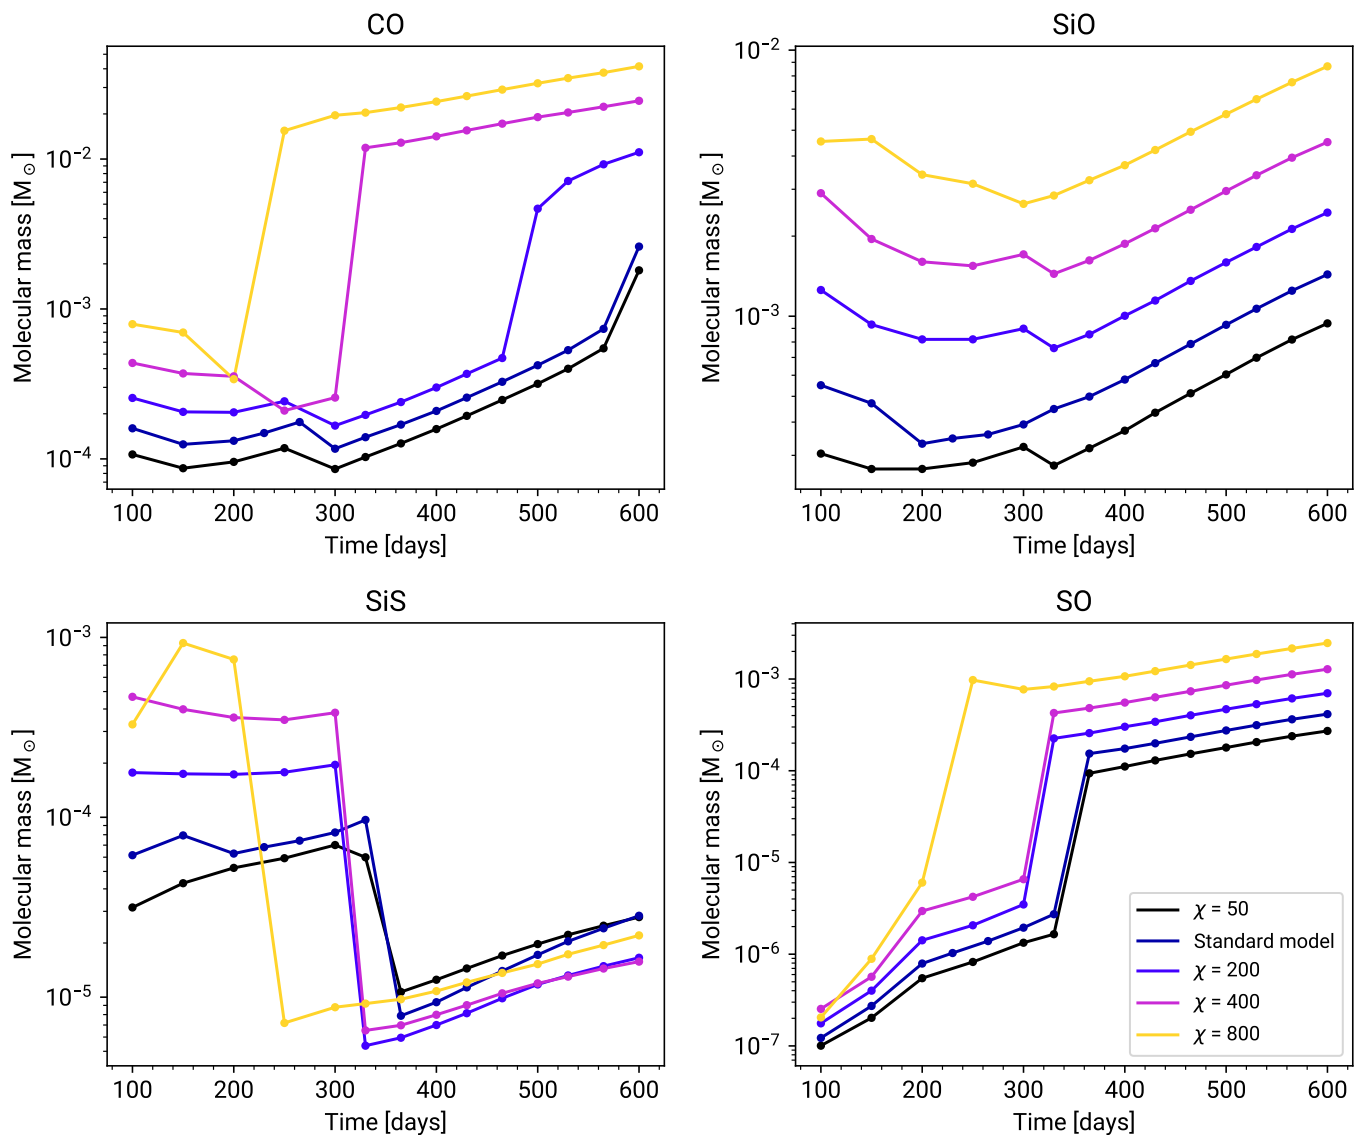 CO
Molecular mass [M⊙]
10⁻²
10⁻³
10⁻⁴
100 200 300 400 500 600
Time [days]
SiO
Molecular mass [M⊙]
10⁻²
10⁻³
100 200 300 400 500 600
Time [days]
SiS
Molecular mass [M⊙]
10⁻³
10⁻⁴
10⁻⁵
100 200 300 400 500 600
Time [days]
SO
Molecular mass [M⊙]
10⁻³
10⁻⁴
10⁻⁵
10⁻⁶
10⁻⁷
100 200 300 400 500 600
Time [days]
χ = 50
Standard model
χ = 200
χ = 400
χ = 800